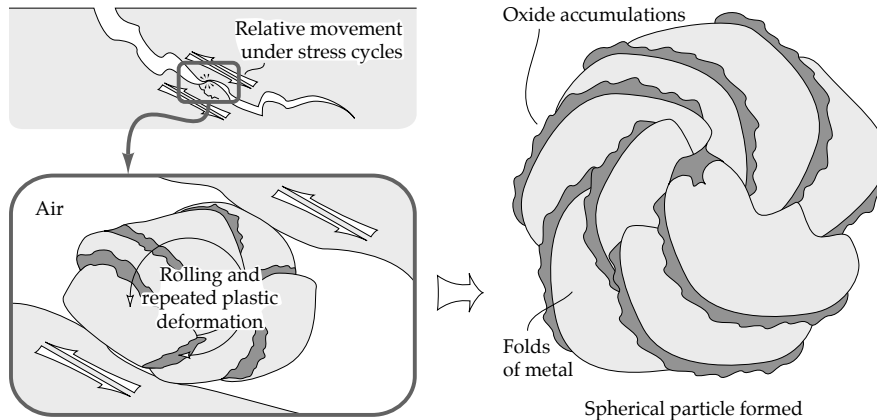 Relative movement
under stress cycles
Air
Rolling and
repeated plastic
deformation
Oxide accumulations
Folds
of metal
Spherical particle formed